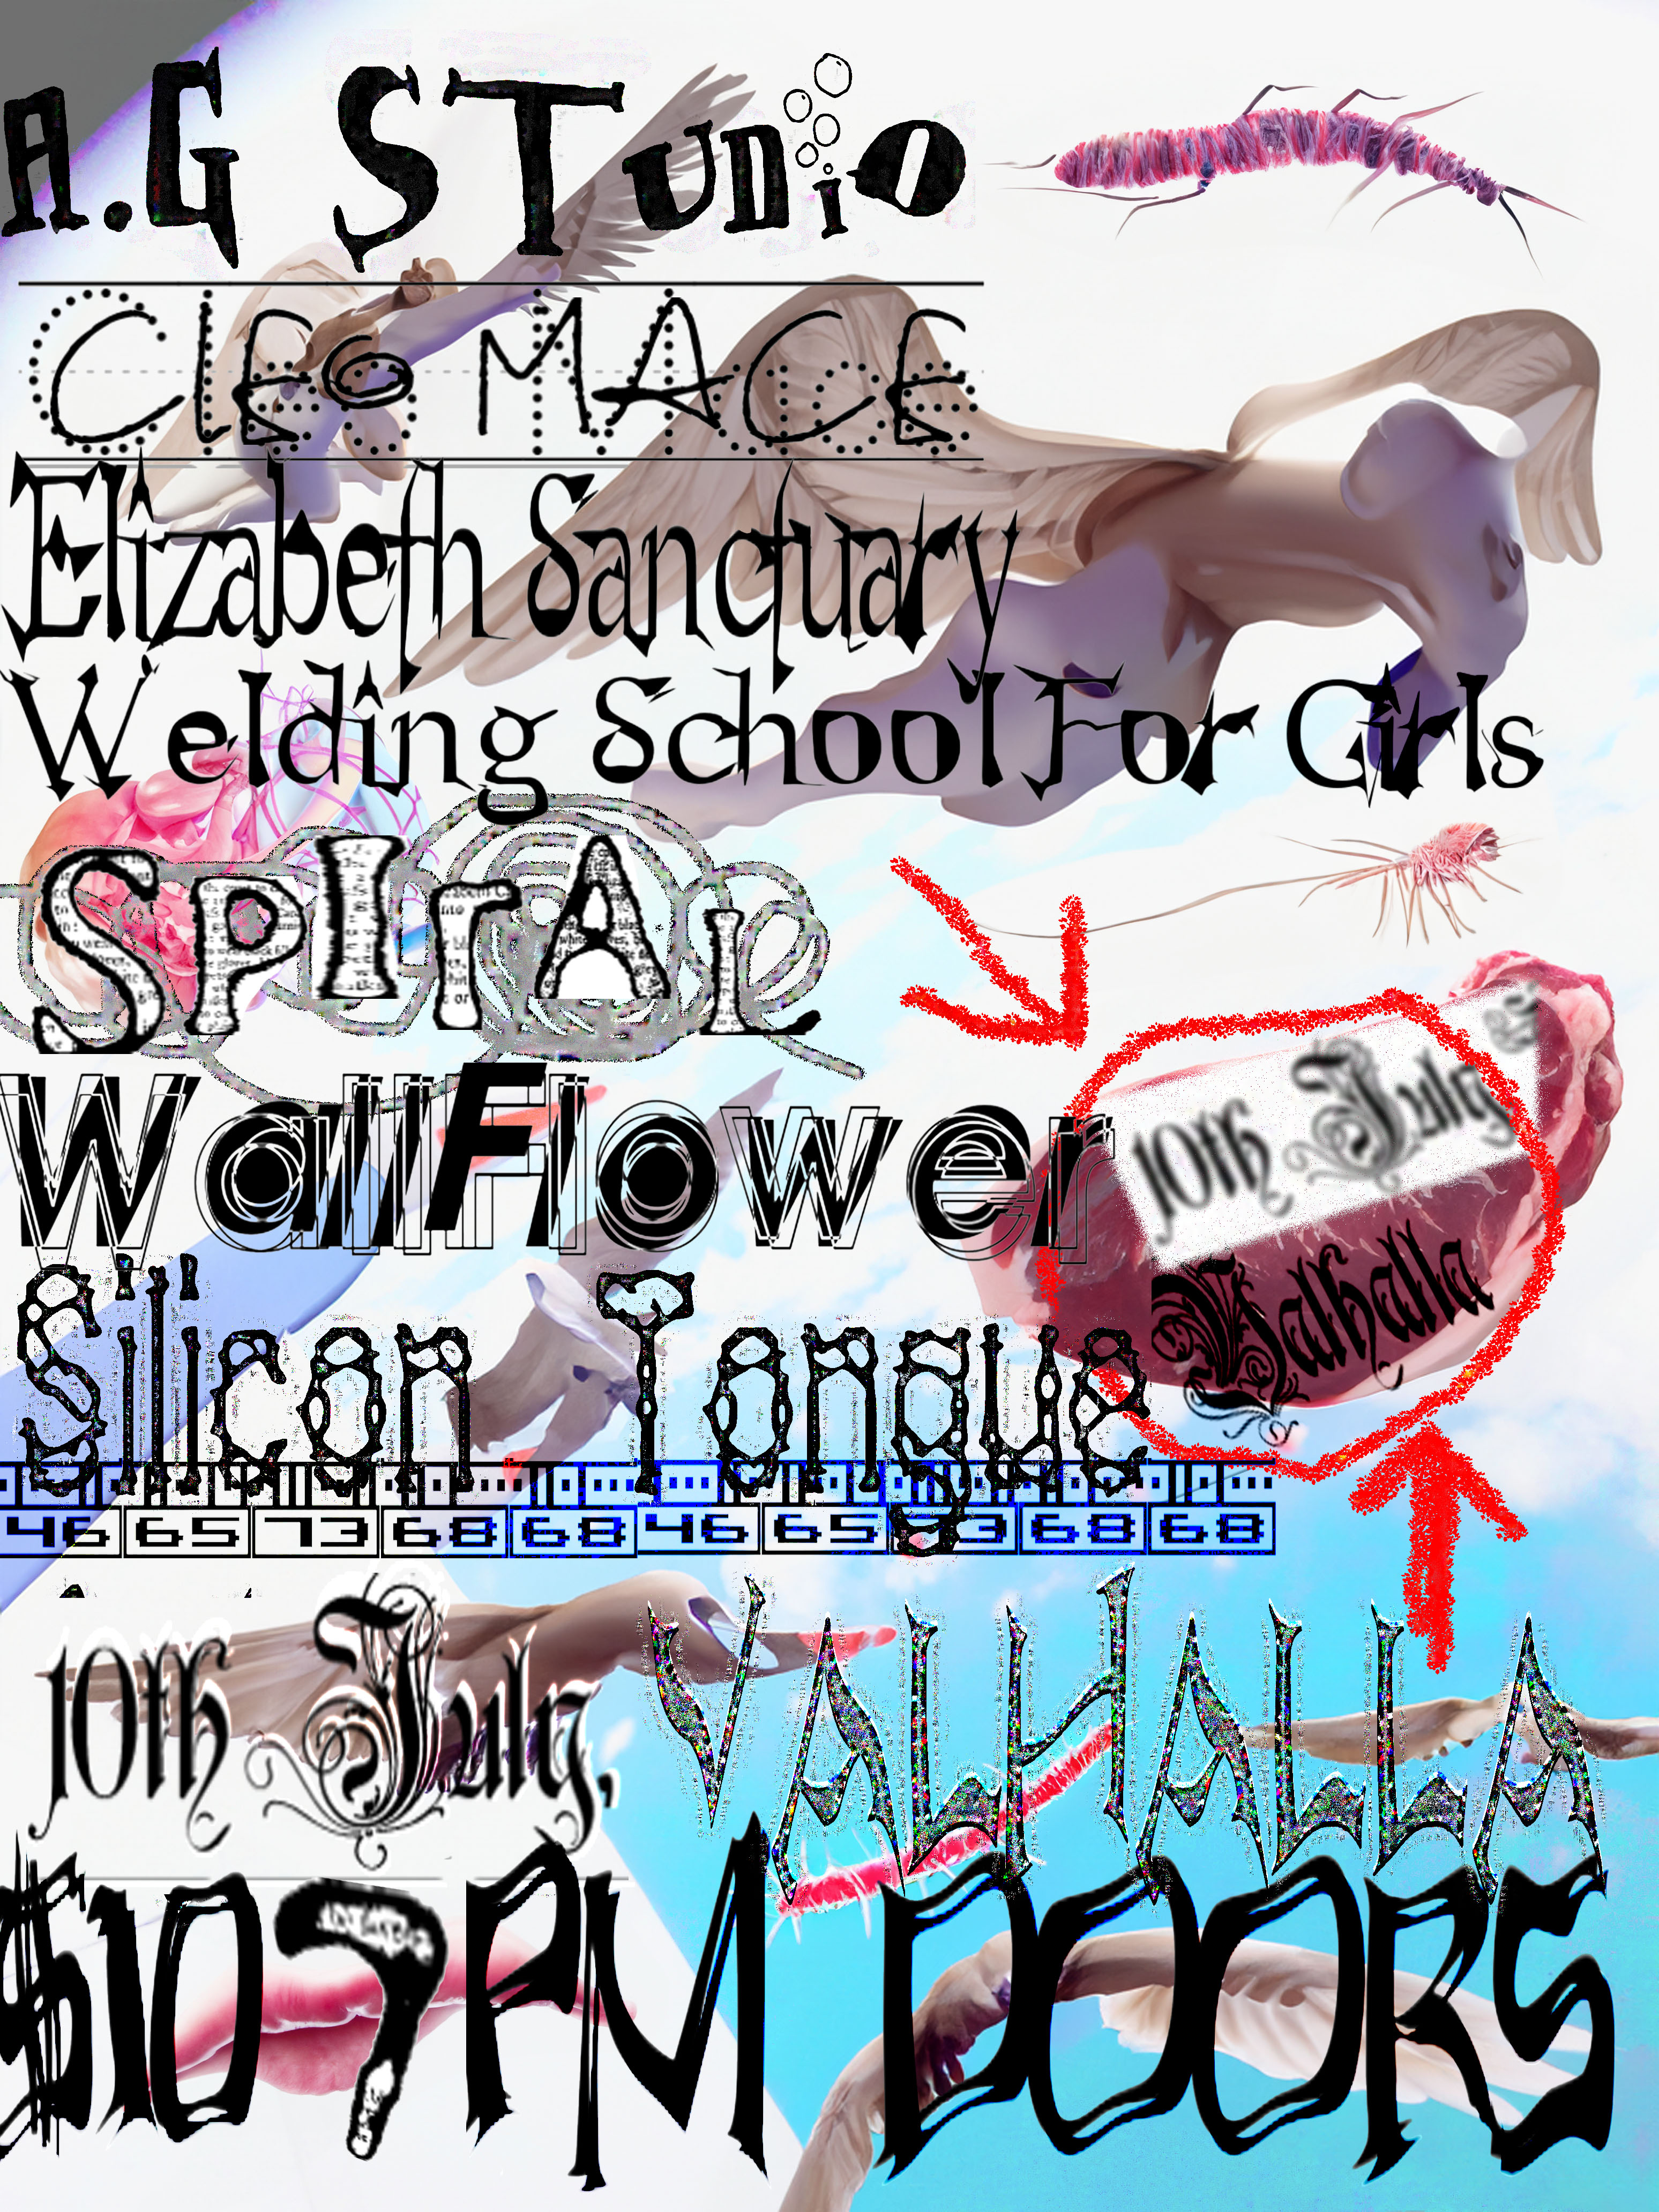 A.G STUDiO
ClEo MACE
Elizabeth Sanctuary
Welding School For Girls
SPIrAL
WallFlower
10th July
Valhalla
Silicon Tongue
46 65 73 68 68 46 65 73 68 68
10th July, VALHALLA
$10 7PM DOORS